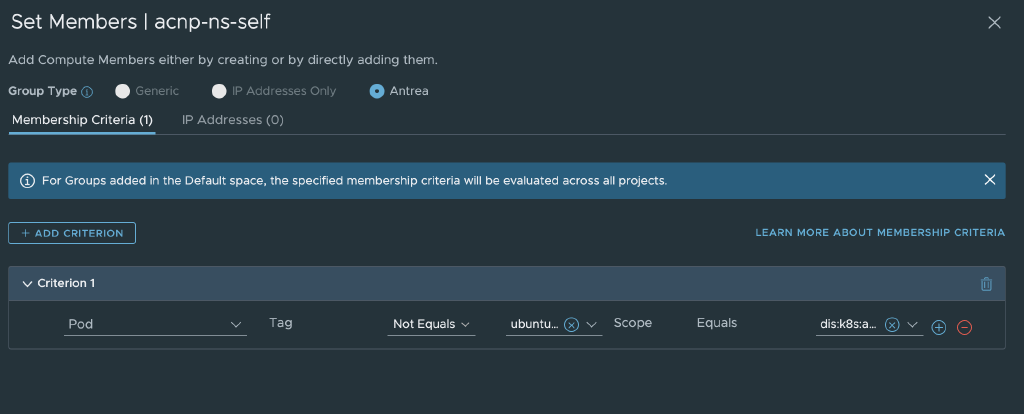 Set Members | acnp-ns-self
Add Compute Members either by creating or by directly adding them.
Group Type Generic IP Addresses Only Antrea
Membership Criteria (1) IP Addresses (0)
For Groups added in the Default space, the specified membership criteria will be evaluated across all projects.
+ ADD CRITERION LEARN MORE ABOUT MEMBERSHIP CRITERIA
Criterion 1
Pod Tag Not Equals ubuntu... Scope Equals dis:k8s:a...